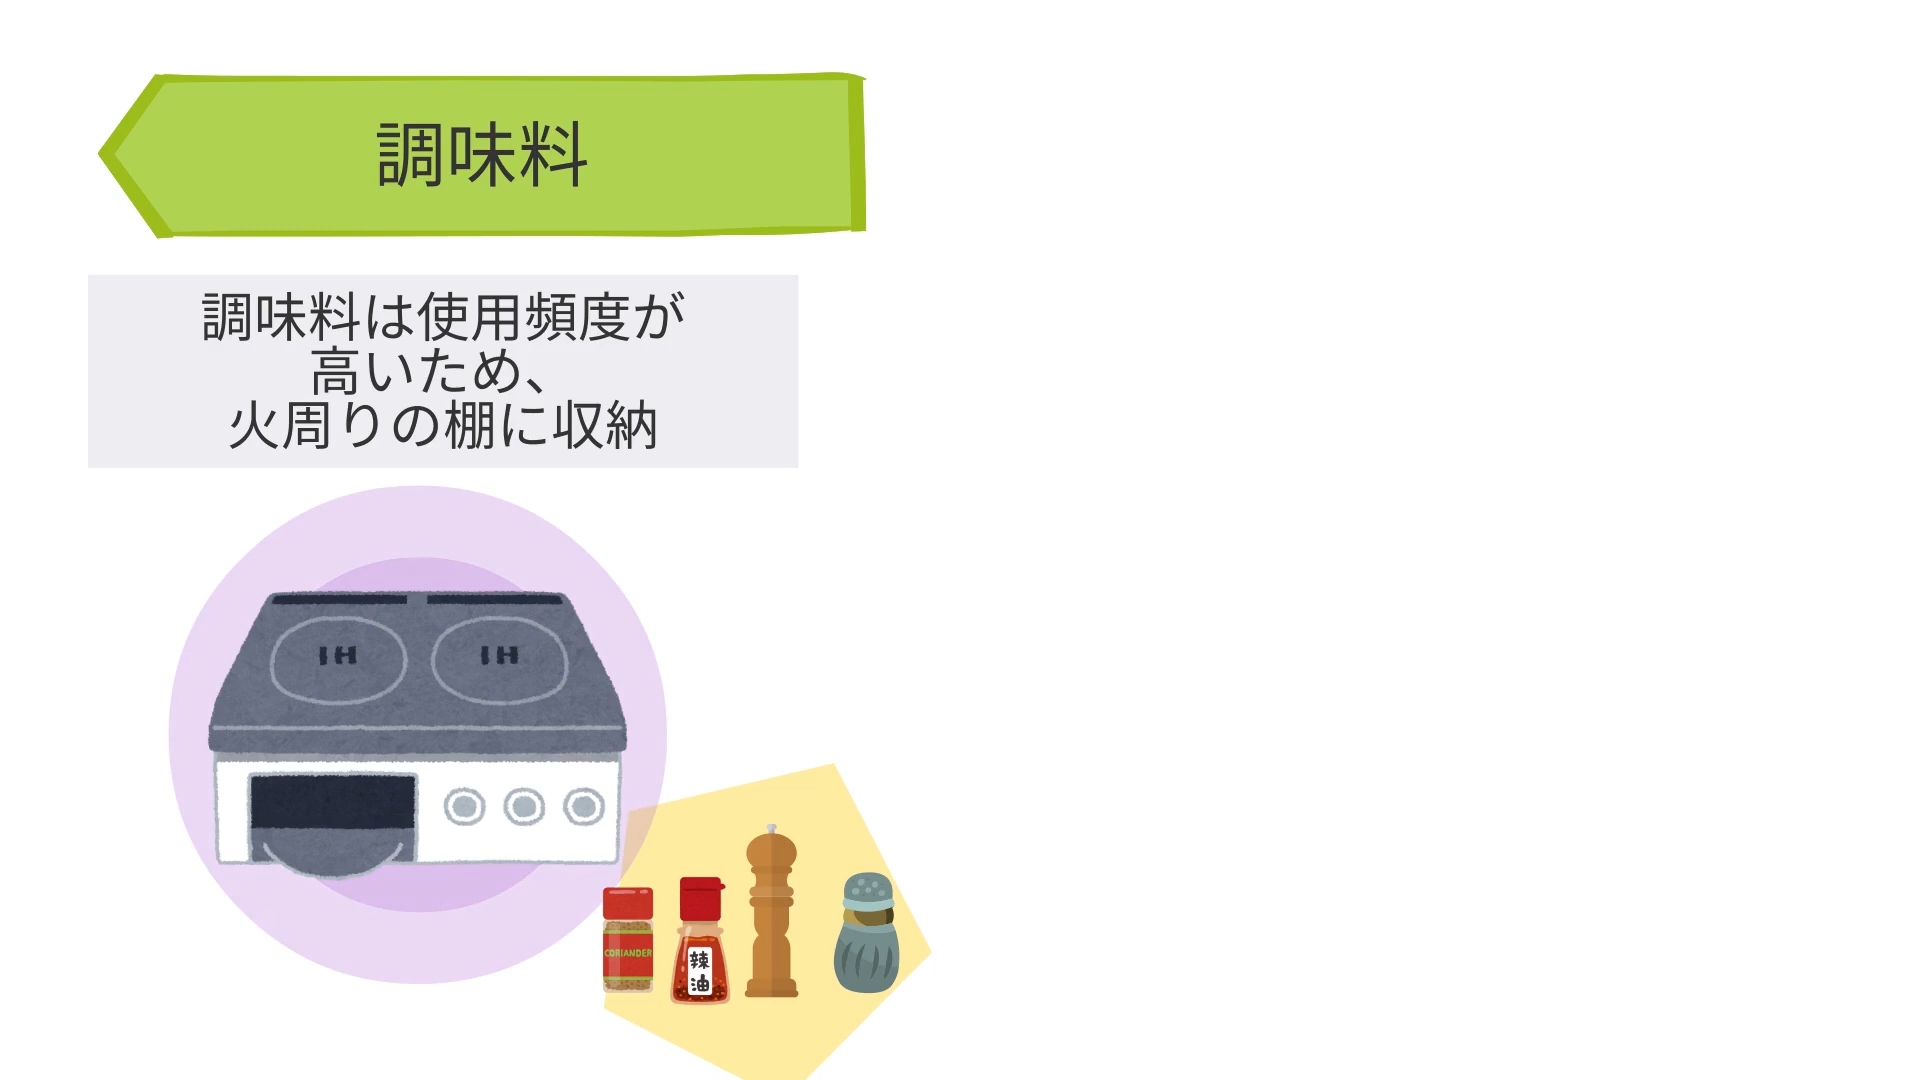 調味料
調味料は使用頻度が
高いため、
火周りの棚に収納
IH IH
CORIANDER
辣
油